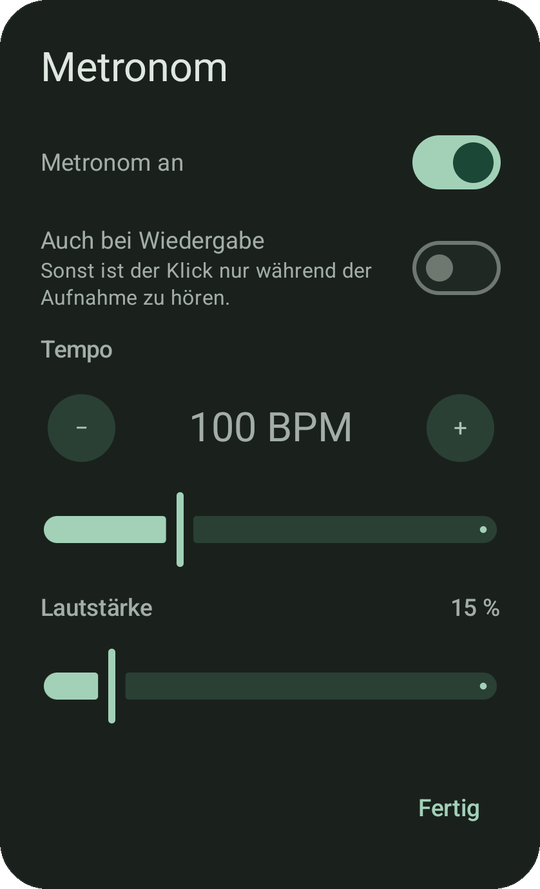 Metronom
Metronom an
Auch bei Wiedergabe
Sonst ist der Klick nur während der
Aufnahme zu hören.
Tempo
− 100 BPM +
Lautstärke 15 %
Fertig